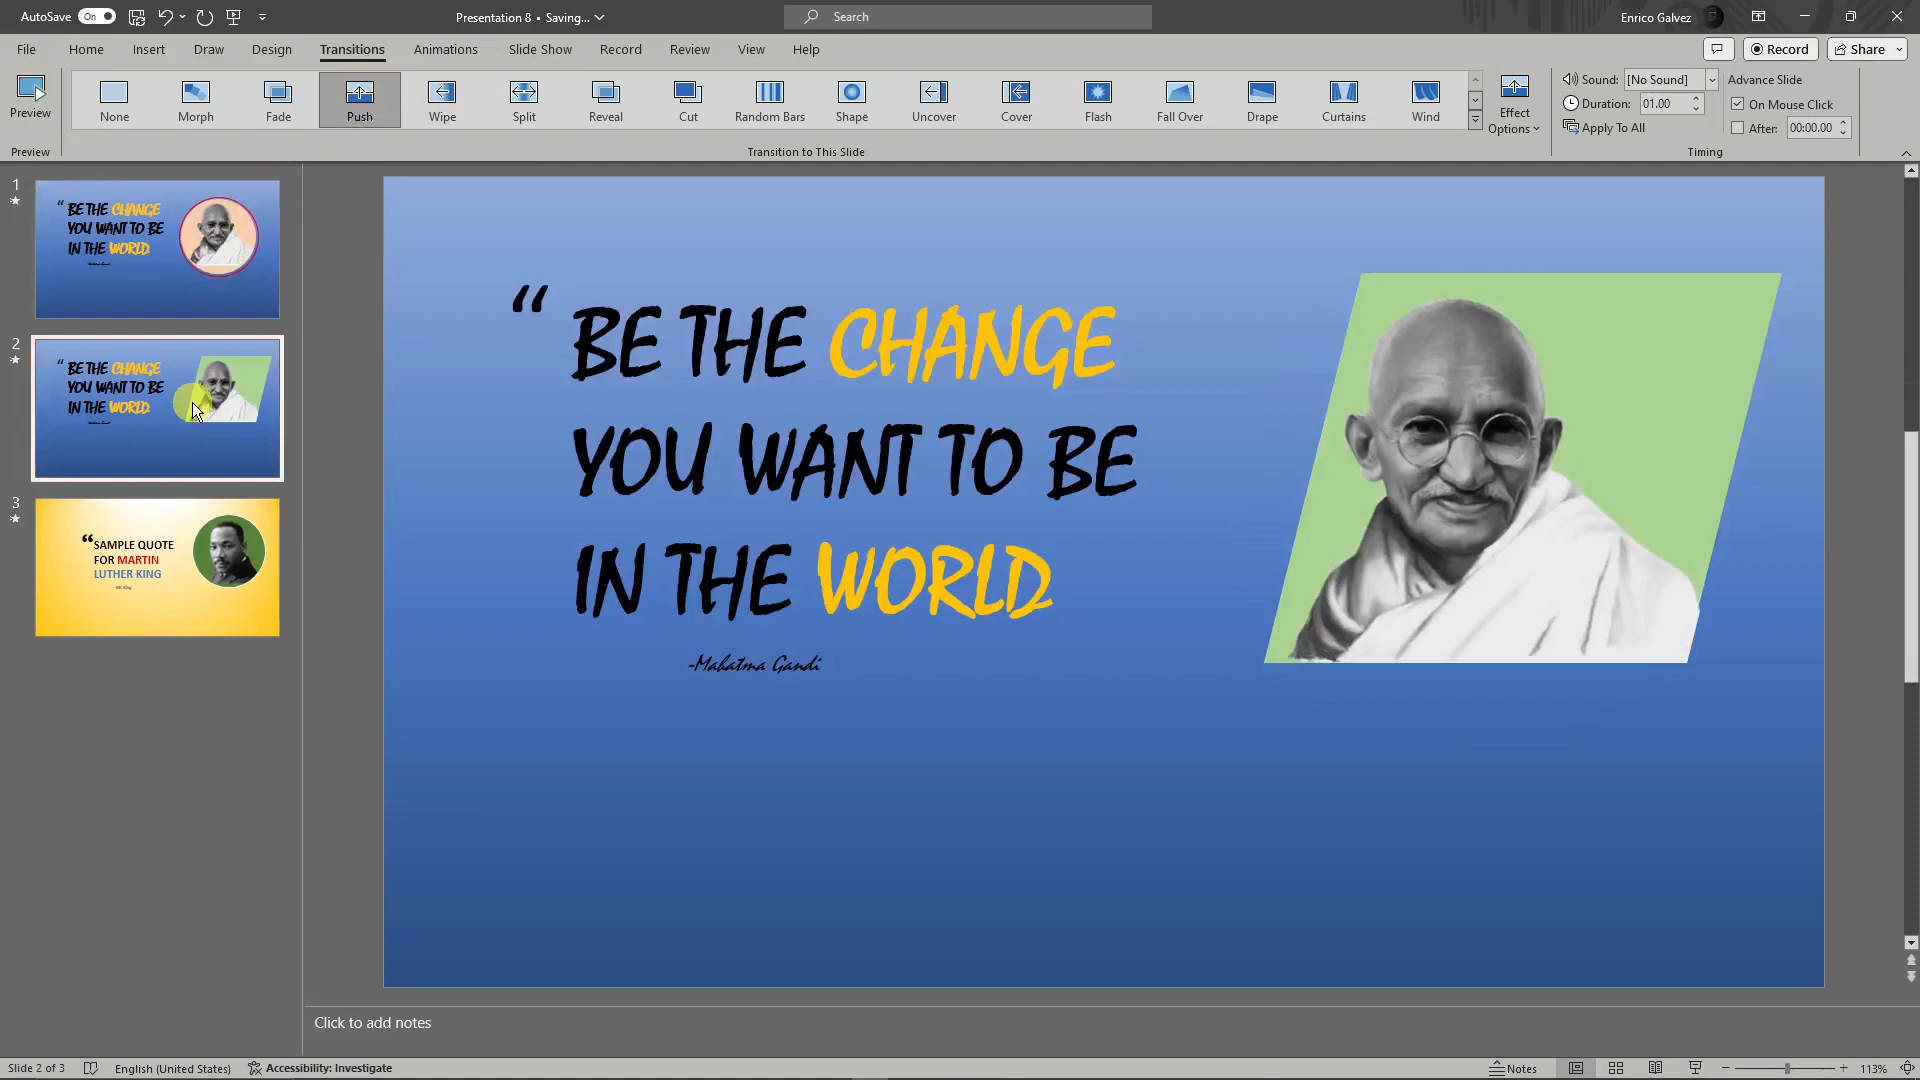 AutoSave On Presentation 8 • Saving... Search Enrico Galvez
File Home Insert Draw Design Transitions Animations Slide Show Record Review View Help Record Share
Preview None Morph Fade Push Wipe Split Reveal Cut Random Bars Shape Uncover Cover Flash Fall Over Drape Curtains Wind
Effect
Options
Sound: [No Sound]
Duration: 01.00
Apply To All
Advance Slide
On Mouse Click
After: 00:00.00
Preview Transition to This Slide Timing
1
“ BE THE CHANGE
YOU WANT TO BE
IN THE WORLD
2
“ BE THE CHANGE
YOU WANT TO BE
IN THE WORLD
3
“ SAMPLE QUOTE
FOR MARTIN
LUTHER KING
“ BE THE CHANGE
YOU WANT TO BE
IN THE WORLD
-Mahatma Gandi
Click to add notes
Slide 2 of 3 English (United States) Accessibility: Investigate Notes 113%